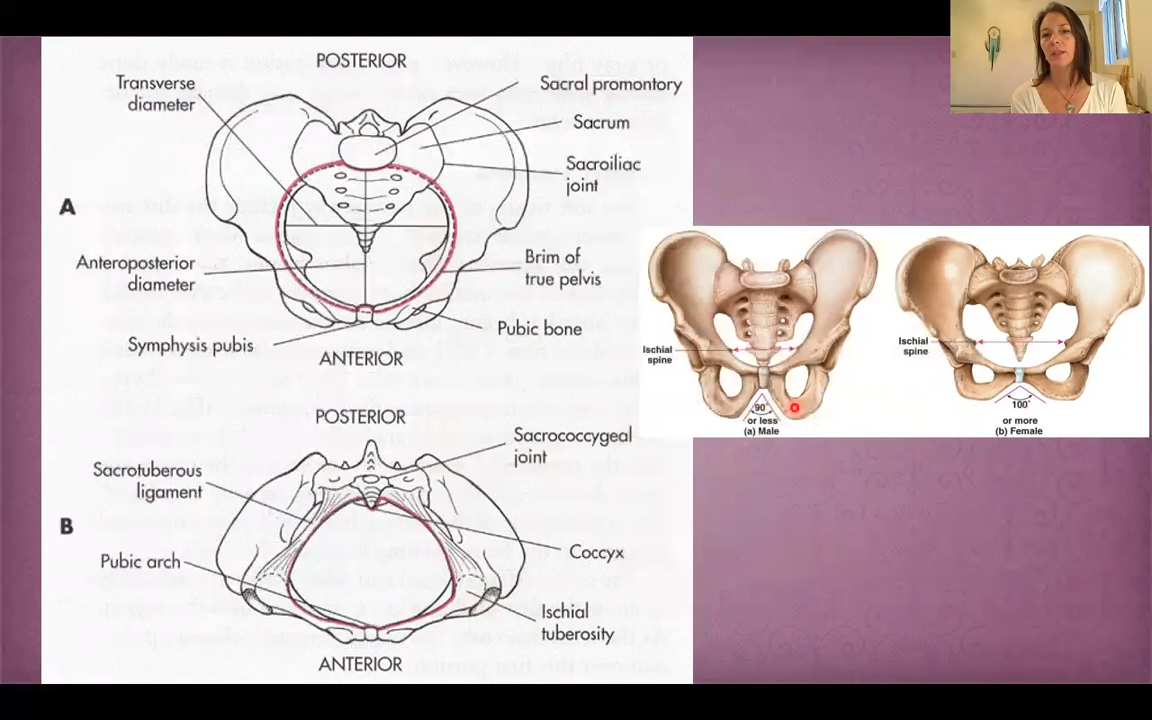 POSTERIOR
Transverse
diameter
Sacral promontory
Sacrum
Sacroiliac
joint
A
Anteroposterior
diameter
Brim of
true pelvis
Pubic bone
Symphysis pubis
ANTERIOR
POSTERIOR
Sacrococcygeal
joint
Sacrotuberous
ligament
B
Pubic arch
Coccyx
Ischial
tuberosity
ANTERIOR
Ischial
spine
90°
or less
(a) Male
Ischial
spine
100°
or more
(b) Female